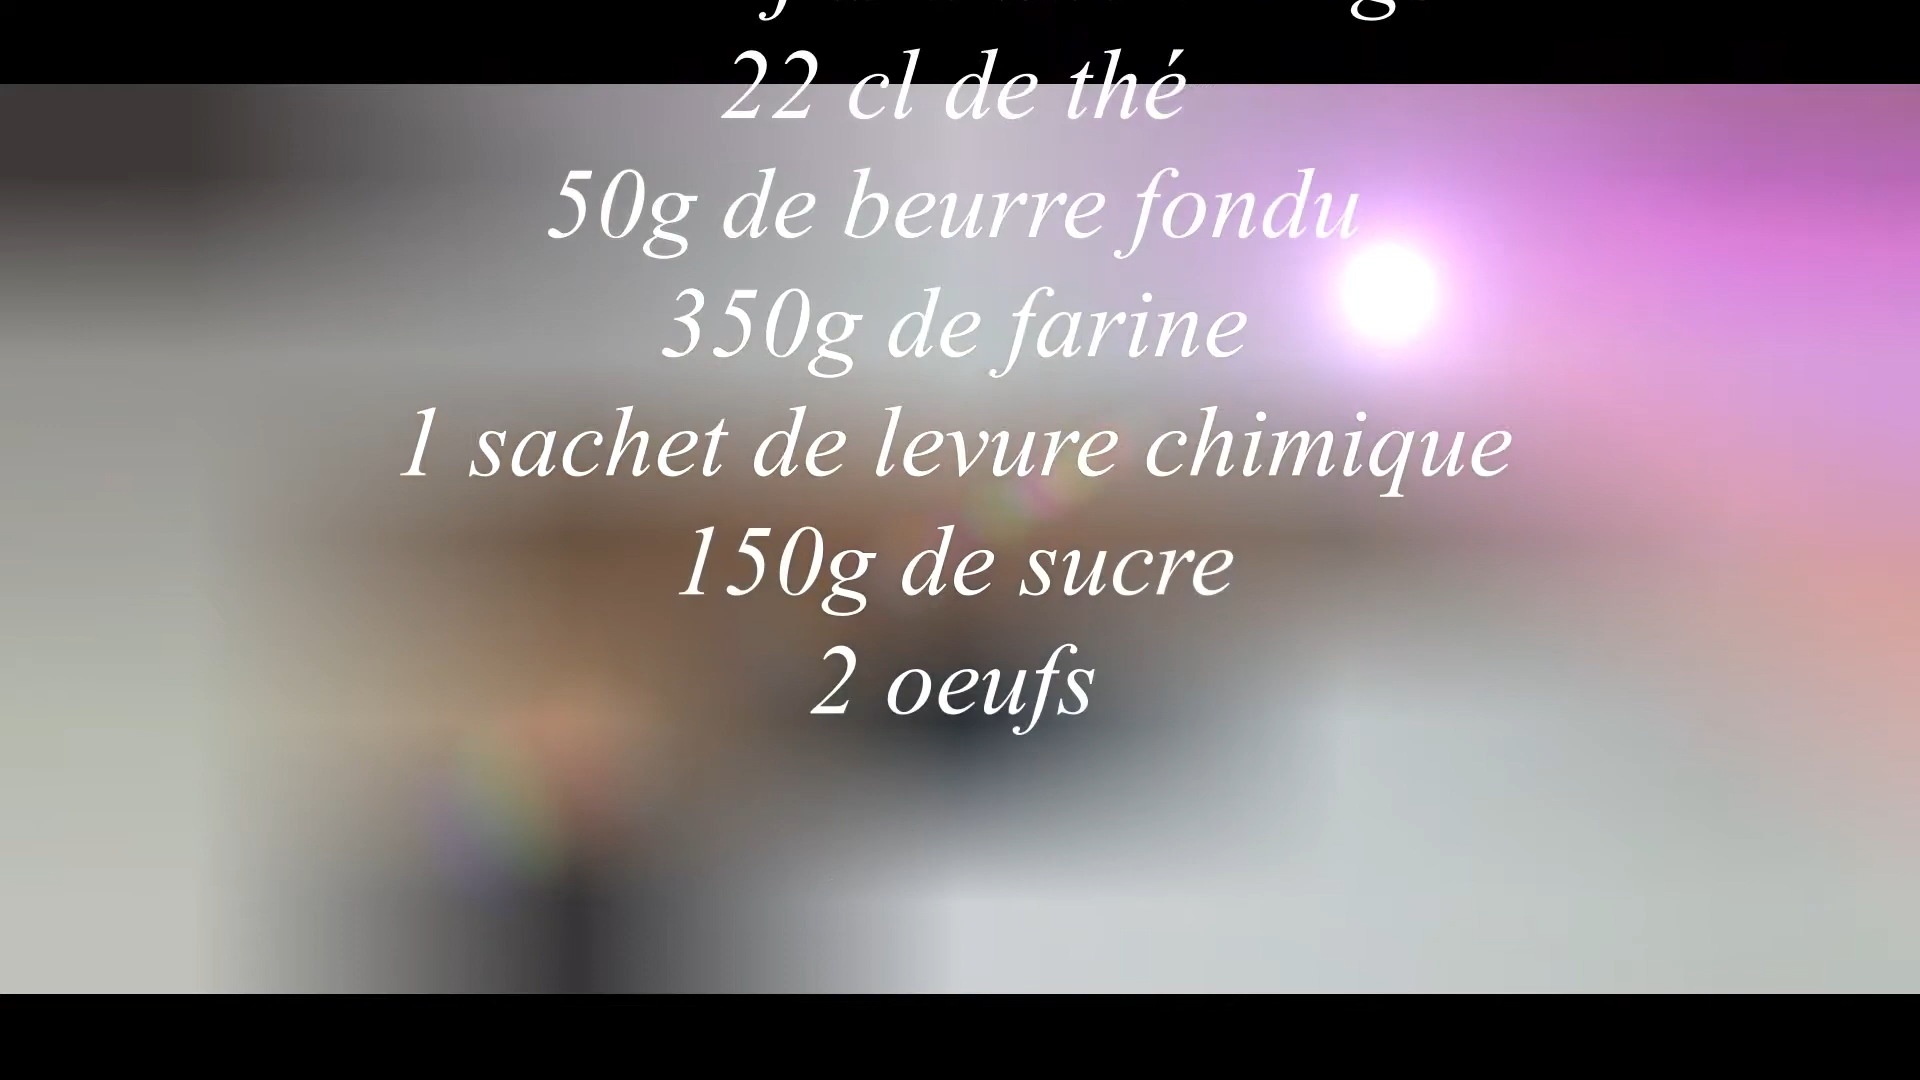 22 cl de thé
50g de beurre fondu
350g de farine
1 sachet de levure chimique
150g de sucre
2 oeufs